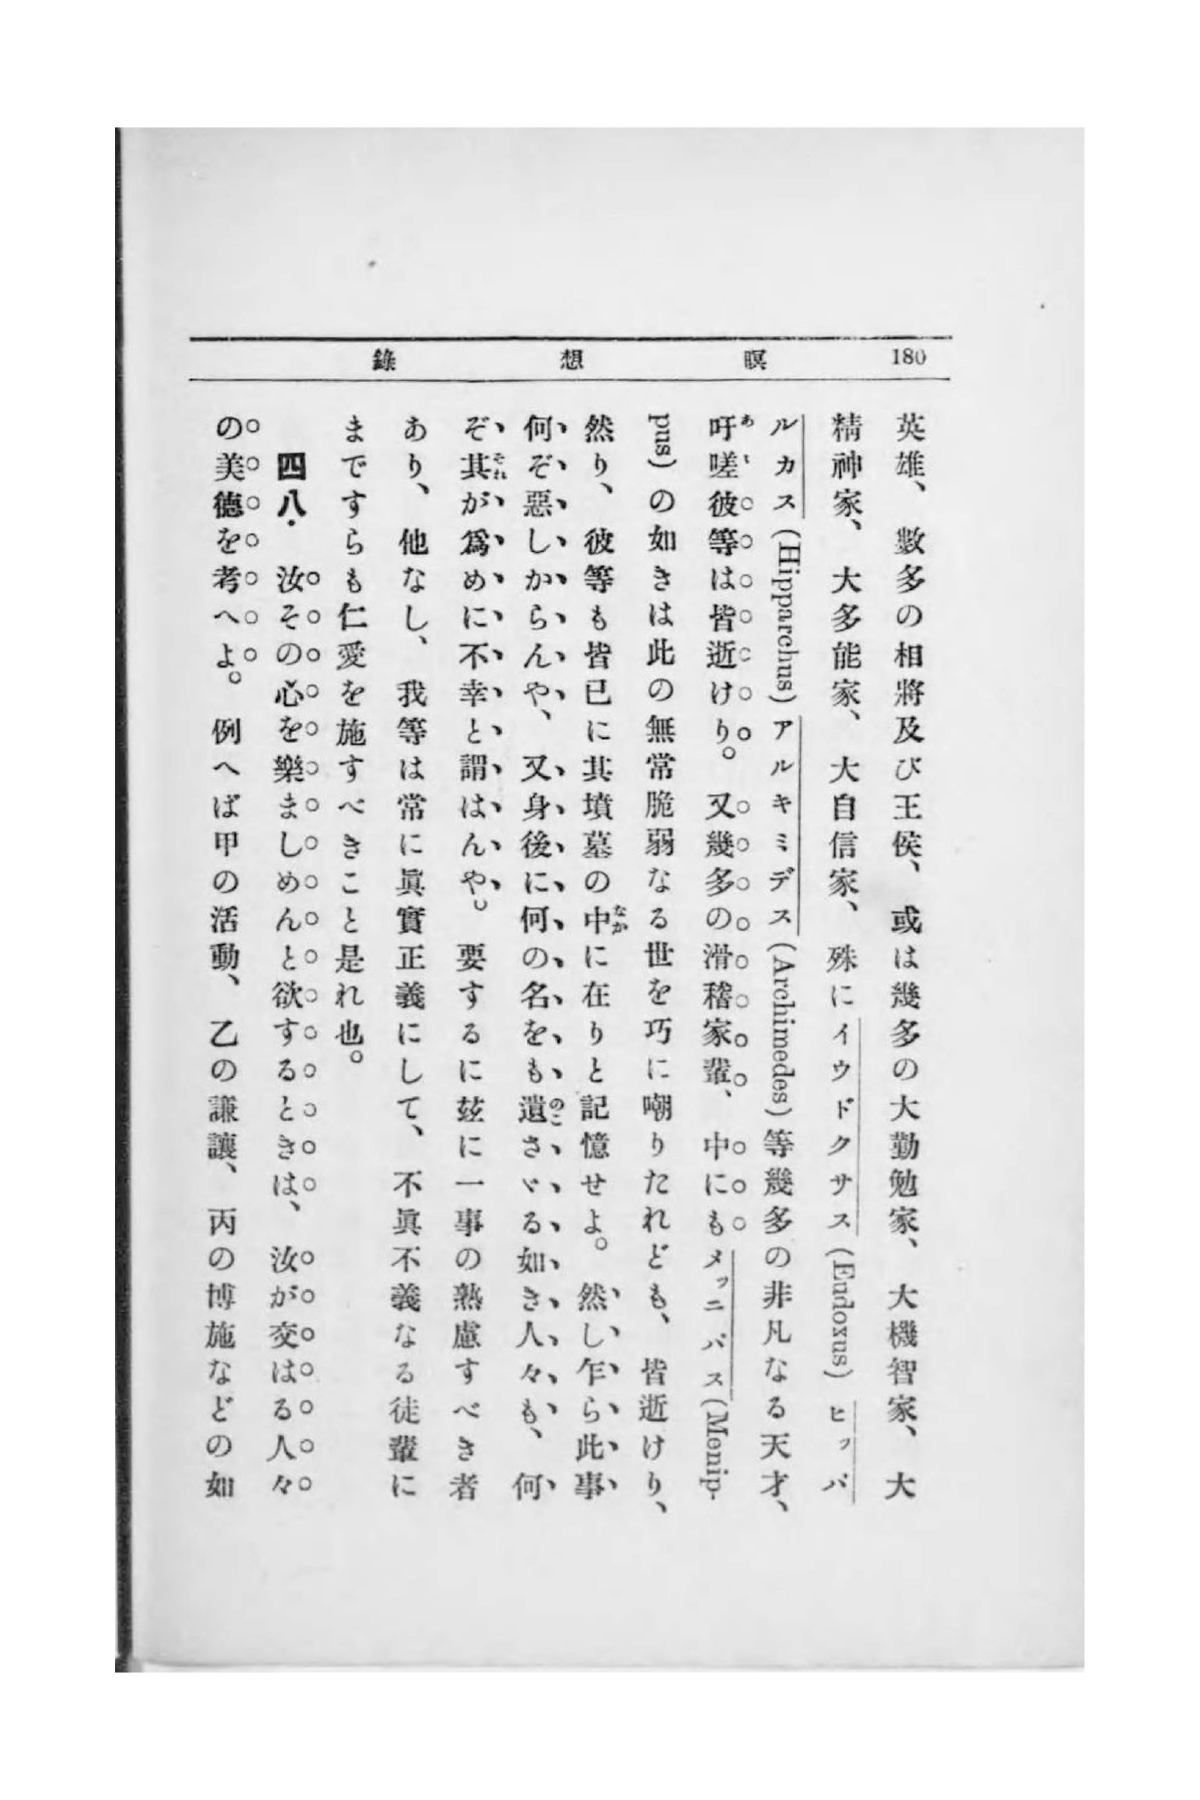 180 瞑想錄
英雄、數多の相將及び王侯、或は幾多の大勤勉家、大機智家、大
精神家、大多能家、大自信家、殊にイウドクサス(Eudoxus)ヒッパ
ルカス(Hipparchus)アルキミデス(Archimedes)等幾多の非凡なる天才、
吁嗟彼等は皆逝けり。又幾多の滑稽家輩、中にもメッニパス(Menip-
pus)の如きは此の無常脆弱なる世を巧に嘲りたれども、皆逝けり、
然り、彼等も皆已に其墳墓の中に在りと記憶せよ。然し乍ら此事
何ぞ惡しからんや、又身後に何の名をも遺さゞる如き人々も、何
ぞ其が爲めに不幸と謂はんや。要するに玆に一事の熟慮すべき者
あり、他なし、我等は常に眞實正義にして、不眞不義なる徒輩に
まですらも仁愛を施すべきこと是れ也。
四八. 汝その心を樂ましめんと欲するときは、汝が交はる人々
の美德を考へよ。例へば甲の活動、乙の謙讓、丙の博施などの如